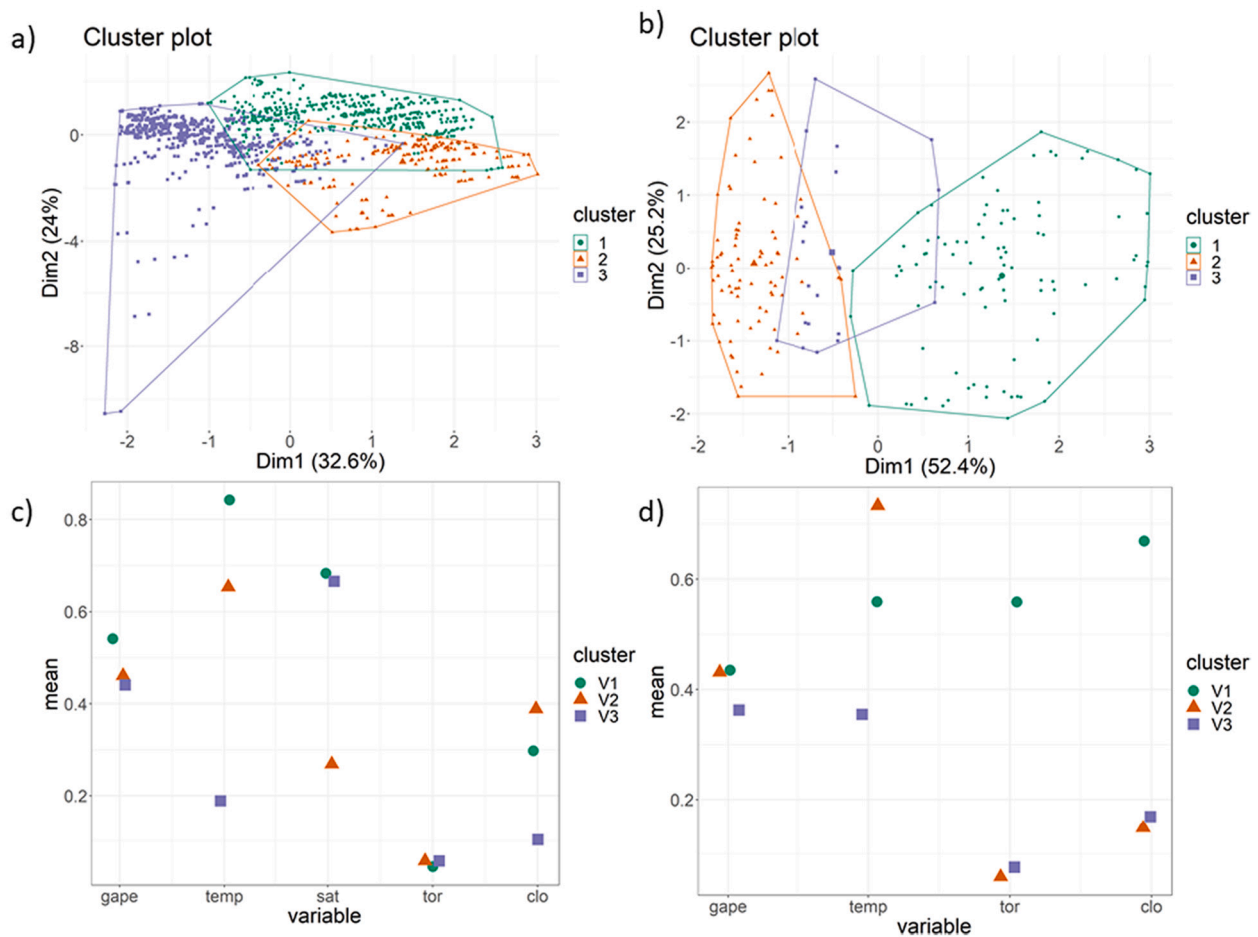 a)
Cluster plot
0
-4
-8
Dim2 (24%)
-2
-1
0
1
2
3
Dim1 (32.6%)
cluster
1
2
3
b)
Cluster plot
2
1
0
-1
-2
Dim2 (25.2%)
-2
-1
0
1
2
3
Dim1 (52.4%)
cluster
1
2
3
c)
0.8
0.6
0.4
0.2
mean
gape temp sat tor clo
variable
cluster
V1
V2
V3
d)
0.6
0.4
0.2
mean
gape temp tor clo
variable
cluster
V1
V2
V3